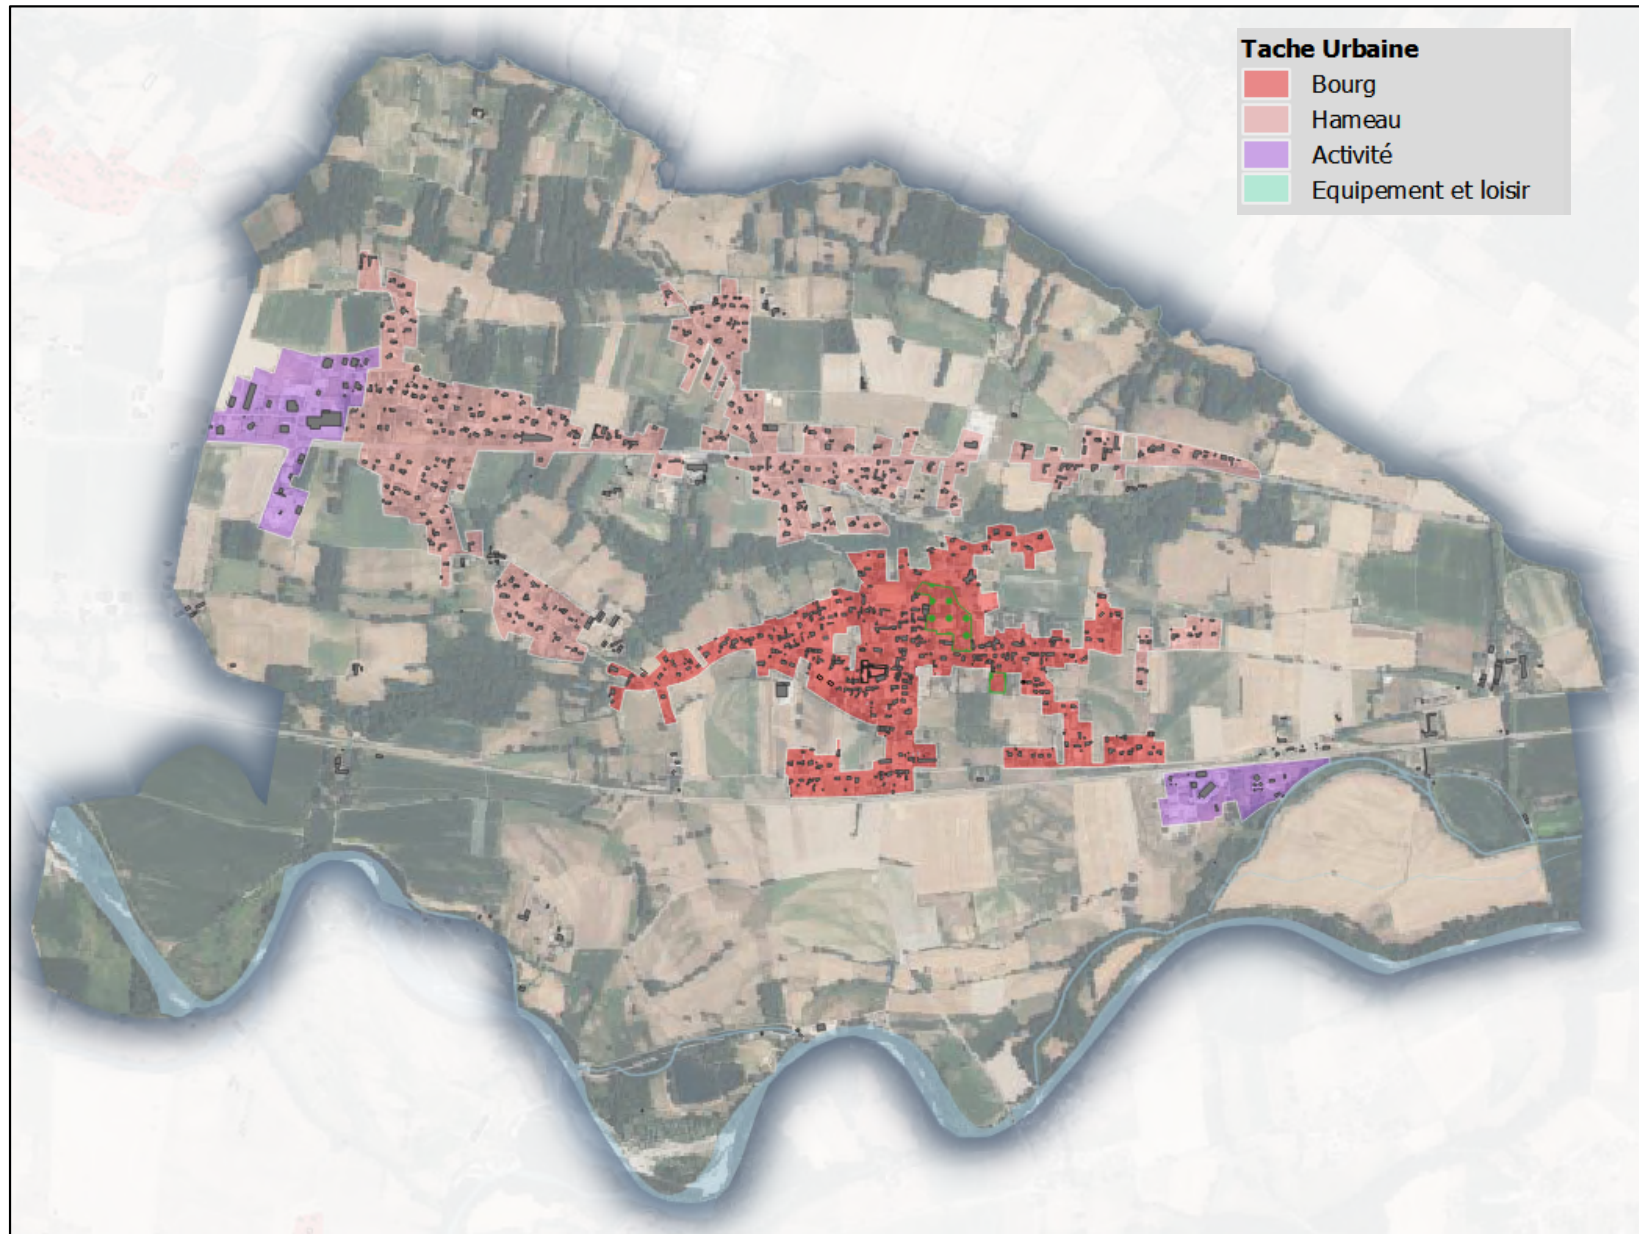 Tache Urbaine
Bourg
Hameau
Activité
Equipement et loisir